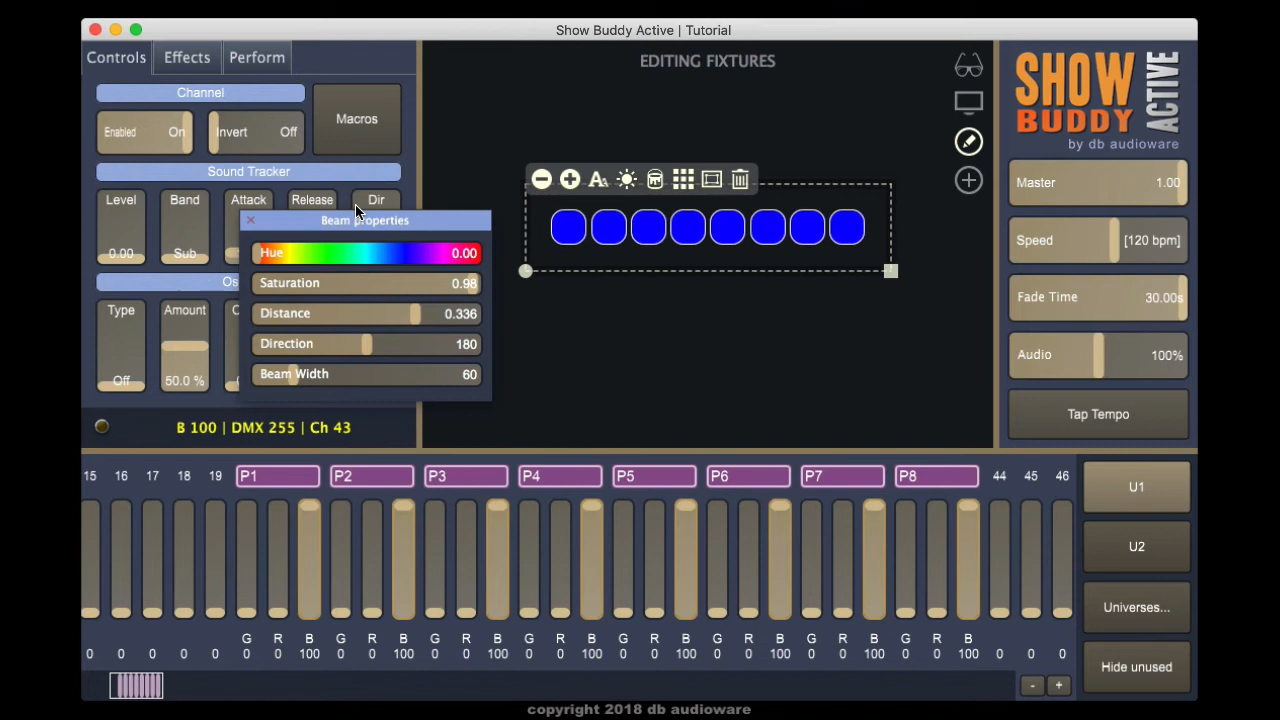 Show Buddy Active | Tutorial
Controls Effects Perform
EDITING FIXTURES
Channel
Enabled On Invert Off Macros
Sound Tracker
Level Band Attack Release Dir
0.00 Sub
Beam properties
Hue 0.00
Saturation 0.98
Distance 0.336
Direction 180
Beam Width 60
Os
Type Amount
Off 50.0 %
B 100 | DMX 255 | Ch 43
SHOW BUDDY ACTIVE
by db audioware
Master 1.00
Speed [120 bpm]
Fade Time 30.00s
Audio 100%
Tap Tempo
15 16 17 18 19 P1 P2 P3 P4 P5 P6 P7 P8 44 45 46
G R B G R B G R B G R B G R B G R B G R B G R B
0 0 0 0 0 0 0 100 0 0 100 0 0 100 0 0 100 0 0 100 0 0 100 0 0 100 0 0 100 0 0 0
U1
U2
Universes...
Hide unused
- +
copyright 2018 db audioware